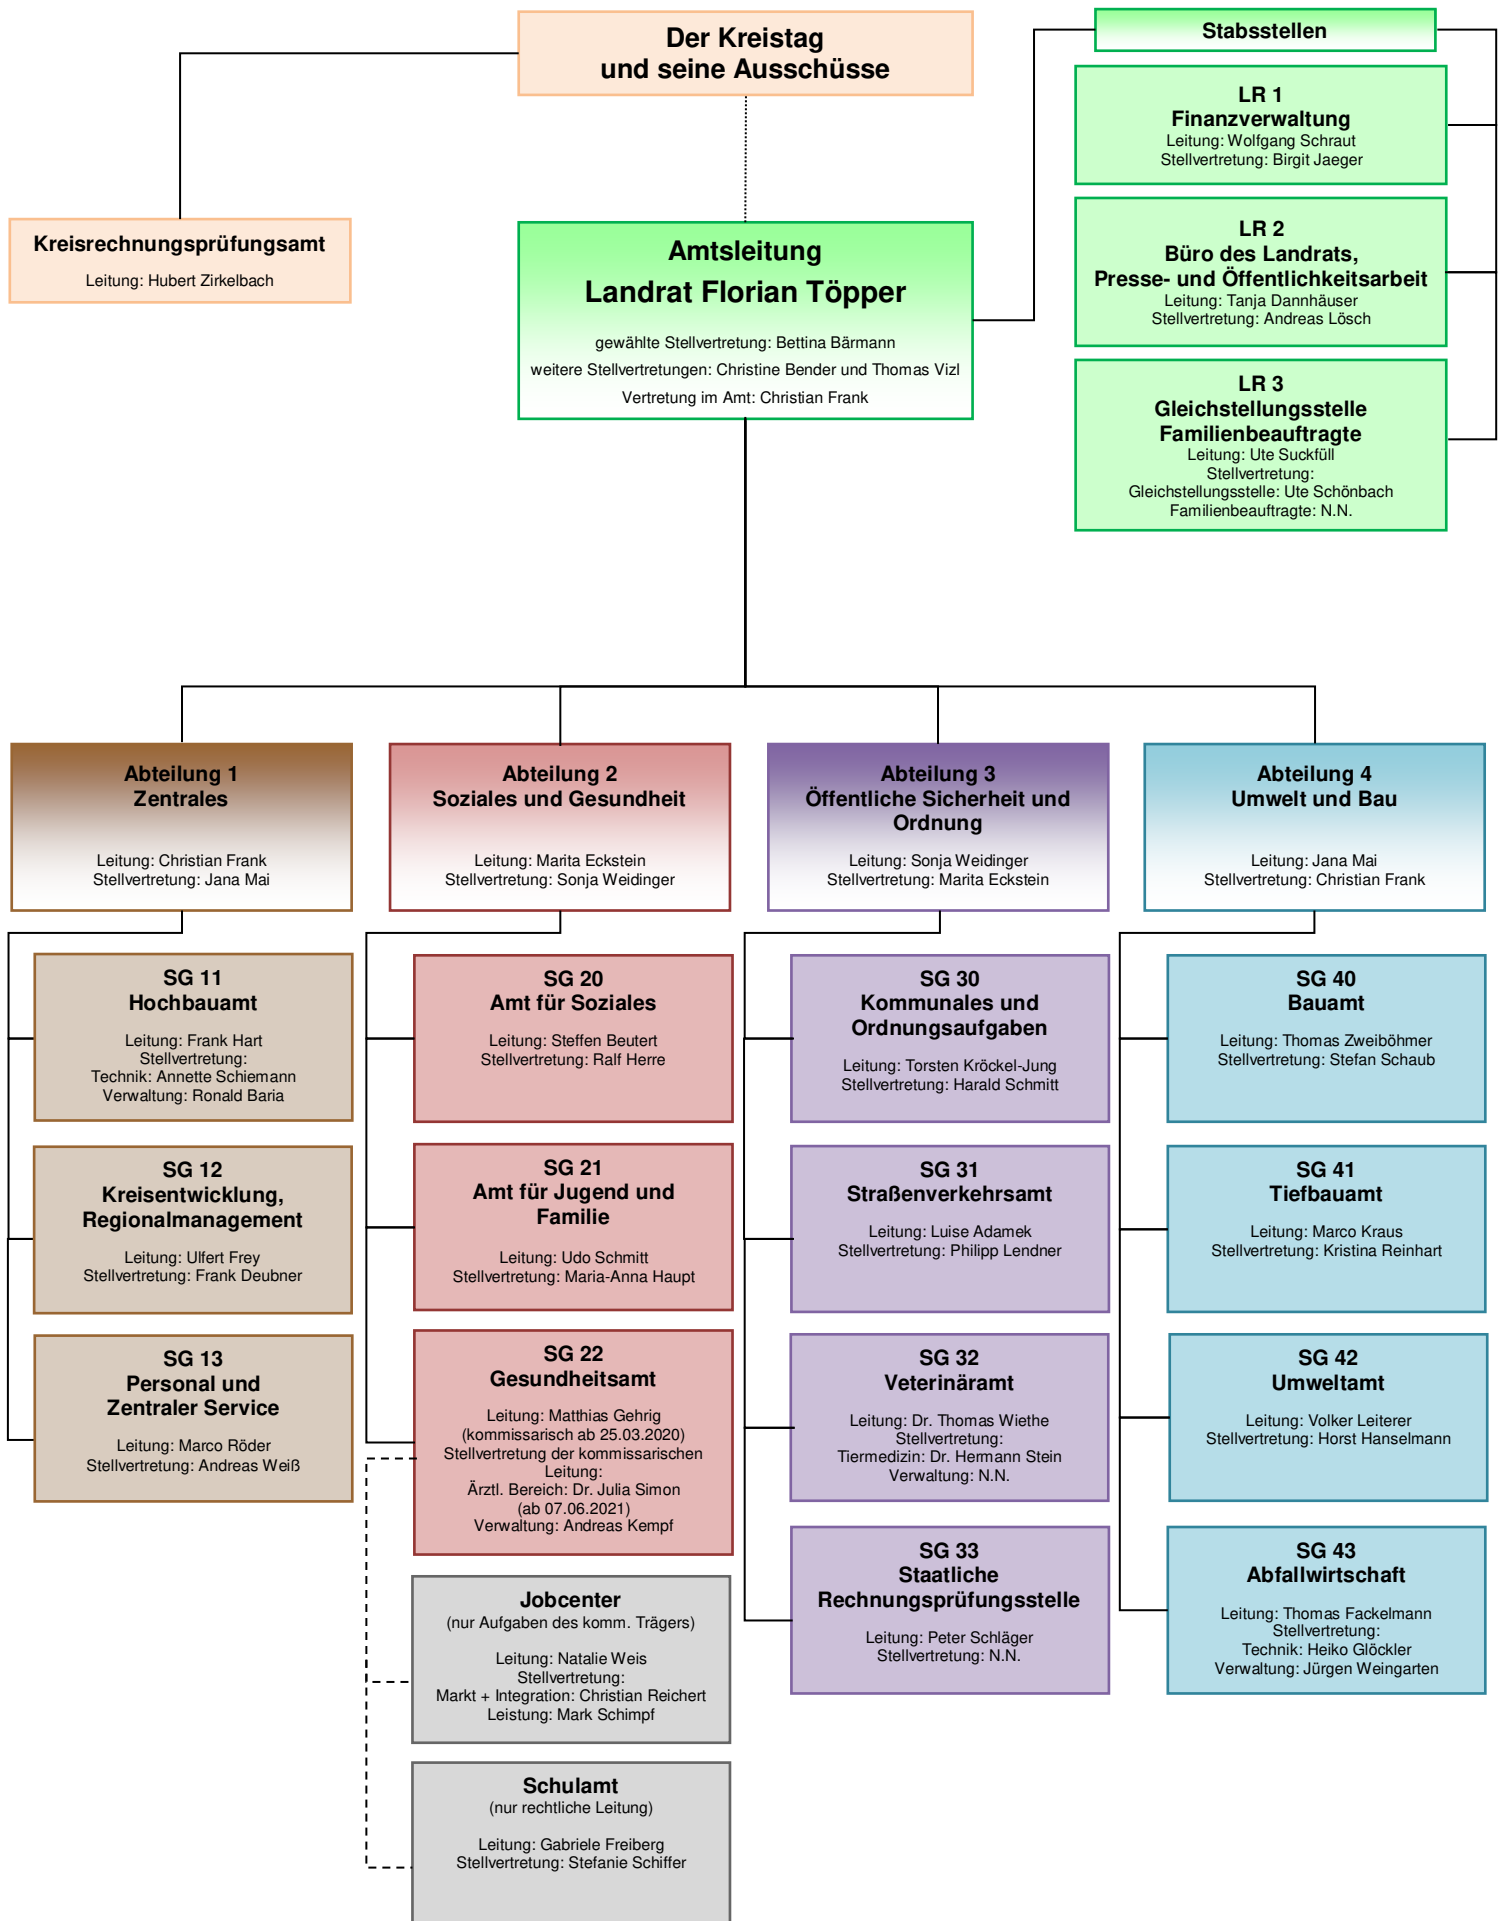 Der Kreistag
und seine Ausschüsse
Stabsstellen
LR 1
Finanzverwaltung
Leitung: Wolfgang Schraut
Stellvertretung: Birgit Jaeger
LR 2
Büro des Landrats,
Presse- und Öffentlichkeitsarbeit
Leitung: Tanja Dannhäuser
Stellvertretung: Andreas Lösch
LR 3
Gleichstellungsstelle
Familienbeauftragte
Leitung: Ute Suckfüll
Stellvertretung:
Gleichstellungsstelle: Ute Schönbach
Familienbeauftragte: N.N.
Kreisrechnungsprüfungsamt
Leitung: Hubert Zirkelbach
Amtsleitung
Landrat Florian Töpper
gewählte Stellvertretung: Bettina Bärmann
weitere Stellvertretungen: Christine Bender und Thomas Vizl
Vertretung im Amt: Christian Frank
Abteilung 1
Zentrales
Leitung: Christian Frank
Stellvertretung: Jana Mai
SG 11
Hochbauamt
Leitung: Frank Hart
Stellvertretung:
Technik: Annette Schiemann
Verwaltung: Ronald Baria
SG 12
Kreisentwicklung,
Regionalmanagement
Leitung: Ulfert Frey
Stellvertretung: Frank Deubner
SG 13
Personal und
Zentraler Service
Leitung: Marco Röder
Stellvertretung: Andreas Weiß
Abteilung 2
Soziales und Gesundheit
Leitung: Marita Eckstein
Stellvertretung: Sonja Weidinger
SG 20
Amt für Soziales
Leitung: Steffen Beutert
Stellvertretung: Ralf Herre
SG 21
Amt für Jugend und
Familie
Leitung: Udo Schmitt
Stellvertretung: Maria-Anna Haupt
SG 22
Gesundheitsamt
Leitung: Matthias Gehrig
(kommissarisch ab 25.03.2020)
Stellvertretung der kommissarischen
Leitung:
Ärztl. Bereich: Dr. Julia Simon
(ab 07.06.2021)
Verwaltung: Andreas Kempf
Jobcenter
(nur Aufgaben des komm. Trägers)
Leitung: Natalie Weis
Stellvertretung:
Markt + Integration: Christian Reichert
Leistung: Mark Schimpf
Schulamt
(nur rechtliche Leitung)
Leitung: Gabriele Freiberg
Stellvertretung: Stefanie Schiffer
Abteilung 3
Öffentliche Sicherheit und
Ordnung
Leitung: Sonja Weidinger
Stellvertretung: Marita Eckstein
SG 30
Kommunales und
Ordnungsaufgaben
Leitung: Torsten Kröckel-Jung
Stellvertretung: Harald Schmitt
SG 31
Straßenverkehrsamt
Leitung: Luise Adamek
Stellvertretung: Philipp Lendner
SG 32
Veterinäramt
Leitung: Dr. Thomas Wiethe
Stellvertretung:
Tiermedizin: Dr. Hermann Stein
Verwaltung: N.N.
SG 33
Staatliche
Rechnungsprüfungsstelle
Leitung: Peter Schläger
Stellvertretung: N.N.
Abteilung 4
Umwelt und Bau
Leitung: Jana Mai
Stellvertretung: Christian Frank
SG 40
Bauamt
Leitung: Thomas Zweiböhmer
Stellvertretung: Stefan Schaub
SG 41
Tiefbauamt
Leitung: Marco Kraus
Stellvertretung: Kristina Reinhart
SG 42
Umweltamt
Leitung: Volker Leiterer
Stellvertretung: Horst Hanselmann
SG 43
Abfallwirtschaft
Leitung: Thomas Fackelmann
Stellvertretung:
Technik: Heiko Glöckler
Verwaltung: Jürgen Weingarten